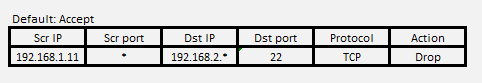 Default: Accept
Scr IP Scr port Dst IP Dst port Protocol Action
192.168.1.11 * 192.168.2.* 22 TCP Drop